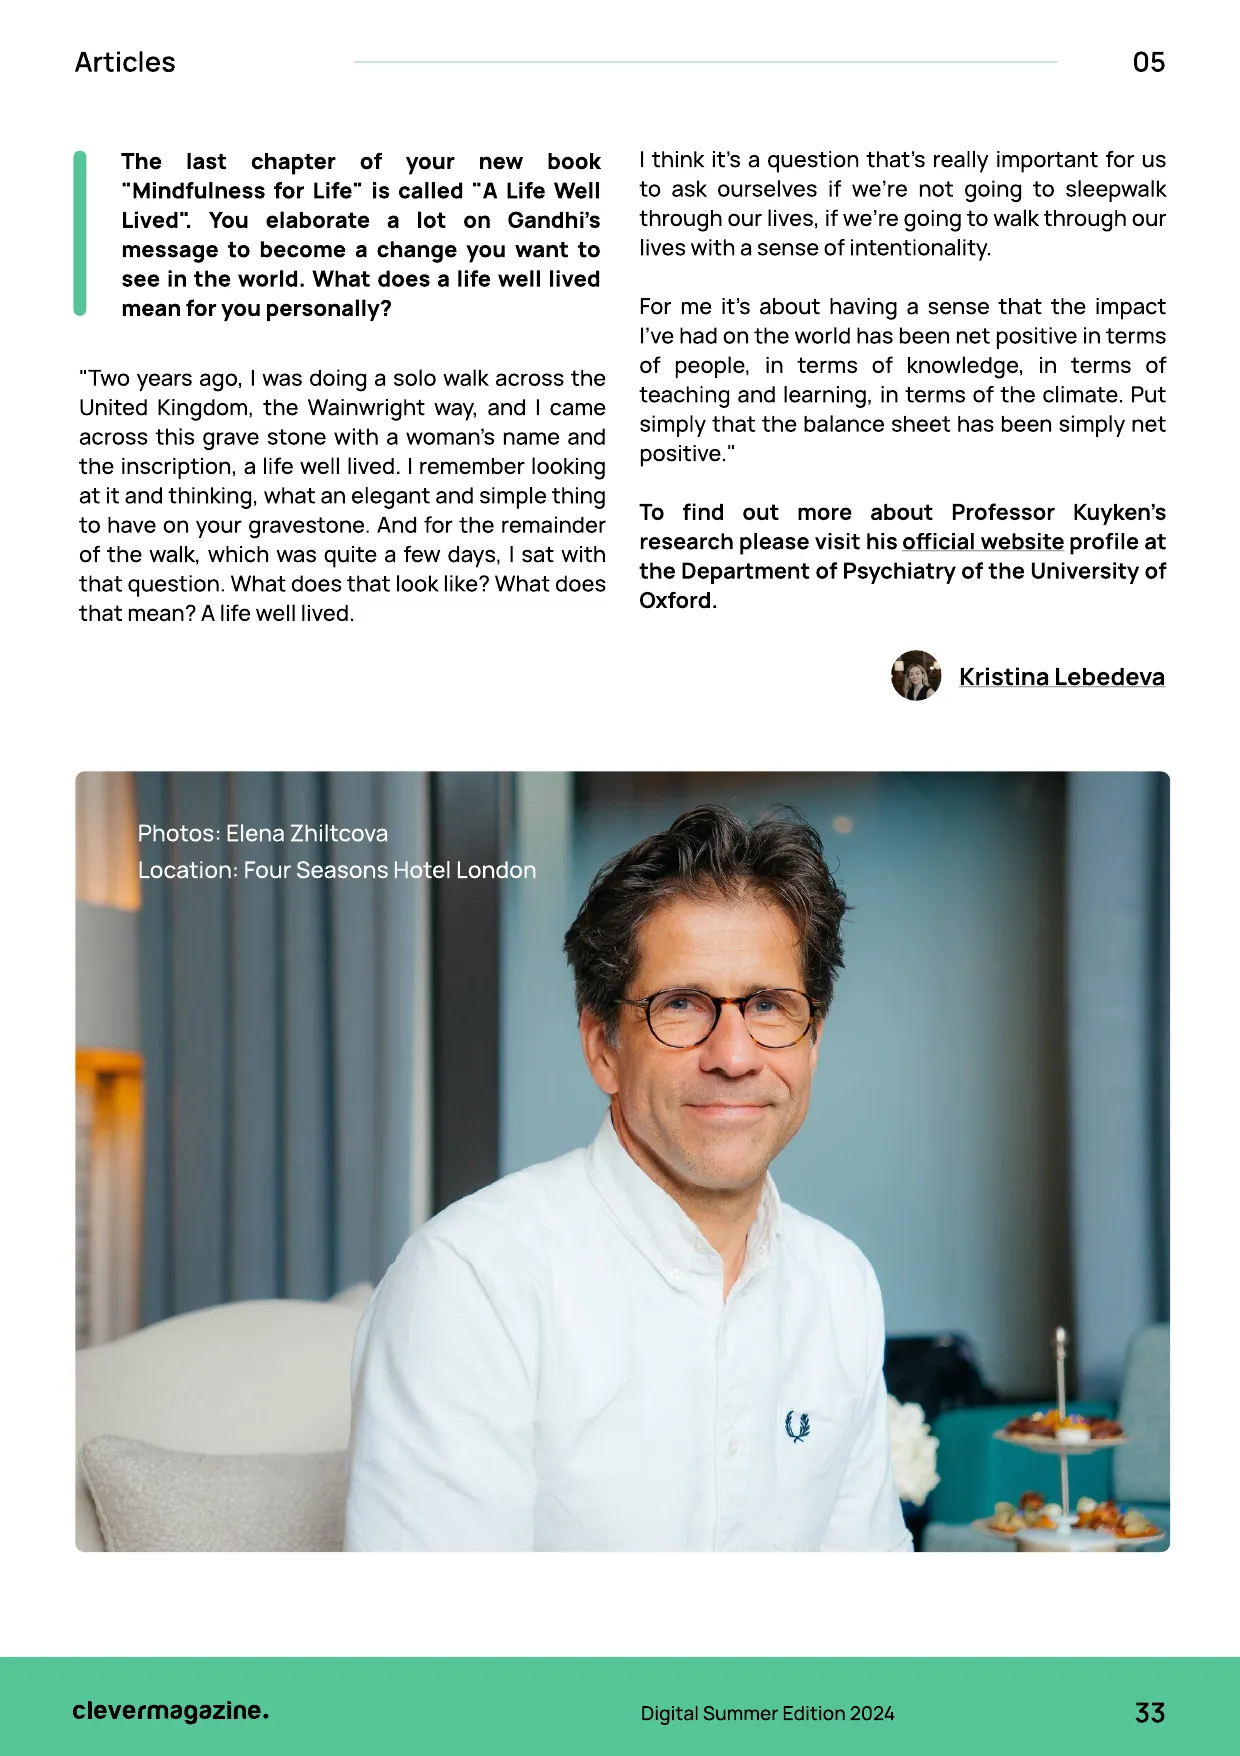 Articles
05
The last chapter of your new book
"Mindfulness for Life" is called "A Life Well
Lived". You elaborate a lot on Gandhi's
message to become a change you want to
see in the world. What does a life well lived
mean for you personally?
"Two years ago, I was doing a solo walk across the
United Kingdom, the Wainwright way, and I came
across this grave stone with a woman's name and
the inscription, a life well lived. I remember looking
at it and thinking, what an elegant and simple thing
to have on your gravestone. And for the remainder
of the walk, which was quite a few days, I sat with
that question. What does that look like? What does
that mean? A life well lived.
I think it's a question that's really important for us
to ask ourselves if we're not going to sleepwalk
through our lives, if we're going to walk through our
lives with a sense of intentionality.
For me it's about having a sense that the impact
I've had on the world has been net positive in terms
of people, in terms of knowledge, in terms of
teaching and learning, in terms of the climate. Put
simply that the balance sheet has been simply net
positive."
To find out more about Professor Kuyken's
research please visit his official website profile at
the Department of Psychiatry of the University of
Oxford.
Kristina Lebedeva
Photos: Elena Zhiltcova
Location: Four Seasons Hotel London
clevermagazine.
Digital Summer Edition 2024
33